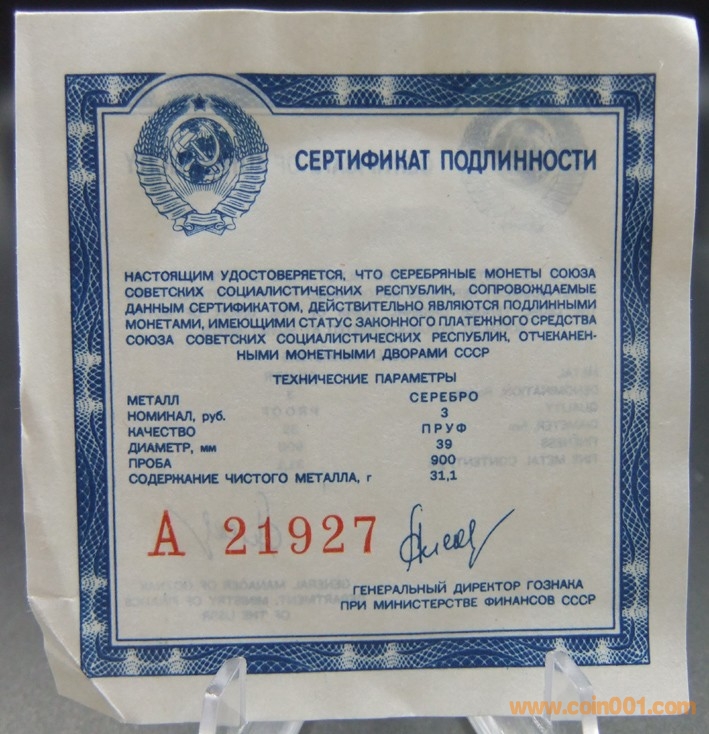 СЕРТИФИКАТ ПОДЛИННОСТИ
НАСТОЯЩИМ УДОСТОВЕРЯЕТСЯ, ЧТО СЕРЕБРЯНЫЕ МОНЕТЫ СОЮЗА
СОВЕТСКИХ СОЦИАЛИСТИЧЕСКИХ РЕСПУБЛИК, СОПРОВОЖДАЕМЫЕ
ДАННЫМ СЕРТИФИКАТОМ, ДЕЙСТВИТЕЛЬНО ЯВЛЯЮТСЯ ПОДЛИННЫМИ
МОНЕТАМИ, ИМЕЮЩИМИ СТАТУС ЗАКОННОГО ПЛАТЕЖНОГО СРЕДСТВА
СОЮЗА СОВЕТСКИХ СОЦИАЛИСТИЧЕСКИХ РЕСПУБЛИК, ОТЧЕКАНЕН-
НЫМИ МОНЕТНЫМИ ДВОРАМИ СССР
ТЕХНИЧЕСКИЕ ПАРАМЕТРЫ
МЕТАЛЛ СЕРЕБРО
НОМИНАЛ, руб. 3
КАЧЕСТВО ПРУФ
ДИАМЕТР, мм 39
ПРОБА 900
СОДЕРЖАНИЕ ЧИСТОГО МЕТАЛЛА, г 31,1
А 21927
ГЕНЕРАЛЬНЫЙ ДИРЕКТОР ГОЗНАКА
ПРИ МИНИСТЕРСТВЕ ФИНАНСОВ СССР
www.coin001.com